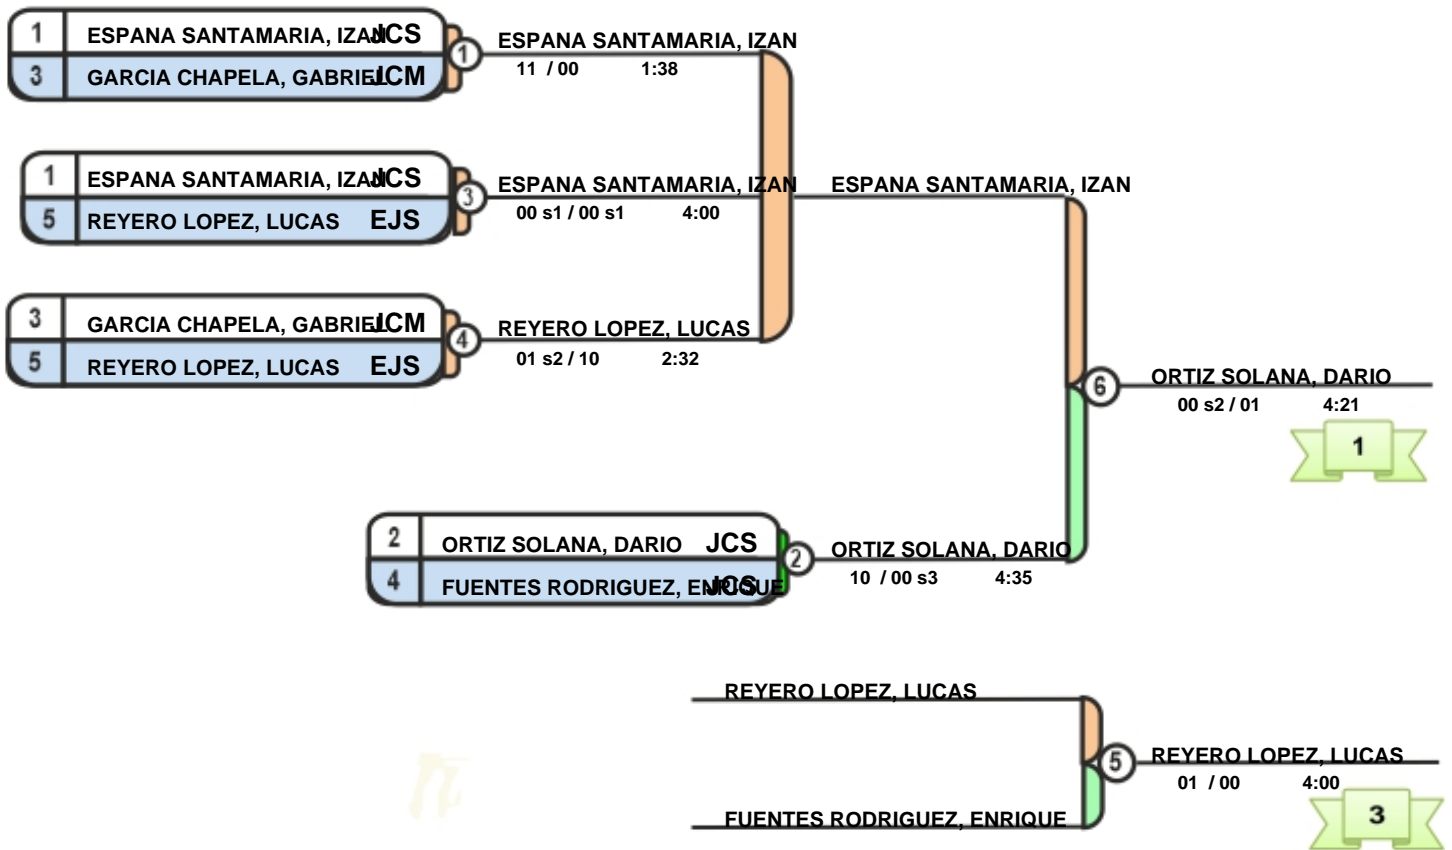 1 ESPANA SANTAMARIA, IZAN JCS
3 GARCIA CHAPELA, GABRIEL JCM
1 ESPANA SANTAMARIA, IZAN
11 / 00 1:38
1 ESPANA SANTAMARIA, IZAN JCS
5 REYERO LOPEZ, LUCAS EJS
3 ESPANA SANTAMARIA, IZAN
00 s1 / 00 s1 4:00
ESPANA SANTAMARIA, IZAN
3 GARCIA CHAPELA, GABRIEL JCM
5 REYERO LOPEZ, LUCAS EJS
4 REYERO LOPEZ, LUCAS
01 s2 / 10 2:32
6 ORTIZ SOLANA, DARIO
00 s2 / 01 4:21
1
2 ORTIZ SOLANA, DARIO JCS
4 FUENTES RODRIGUEZ, ENRIQUE JCS
2 ORTIZ SOLANA, DARIO
10 / 00 s3 4:35
REYERO LOPEZ, LUCAS
FUENTES RODRIGUEZ, ENRIQUE
5 REYERO LOPEZ, LUCAS
01 / 00 4:00
3